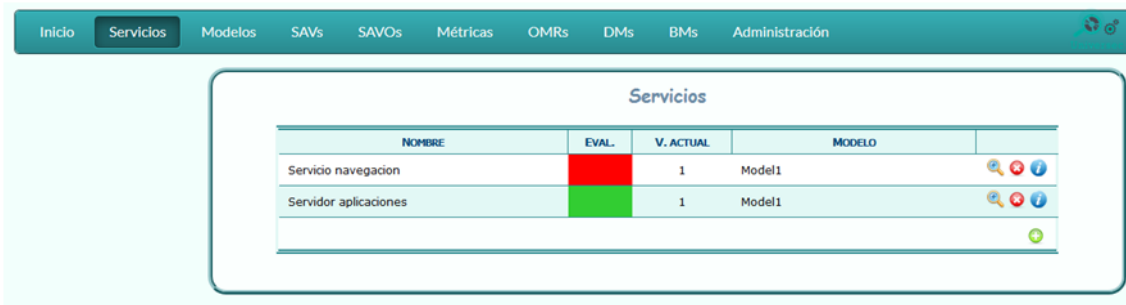 Inicio Servicios Modelos SAVs SAVOs Métricas OMRs DMs BMs Administración
Servicios
NOMBRE EVAL. V. ACTUAL MODELO
Servicio navegacion 1 Model1
Servidor aplicaciones 1 Model1